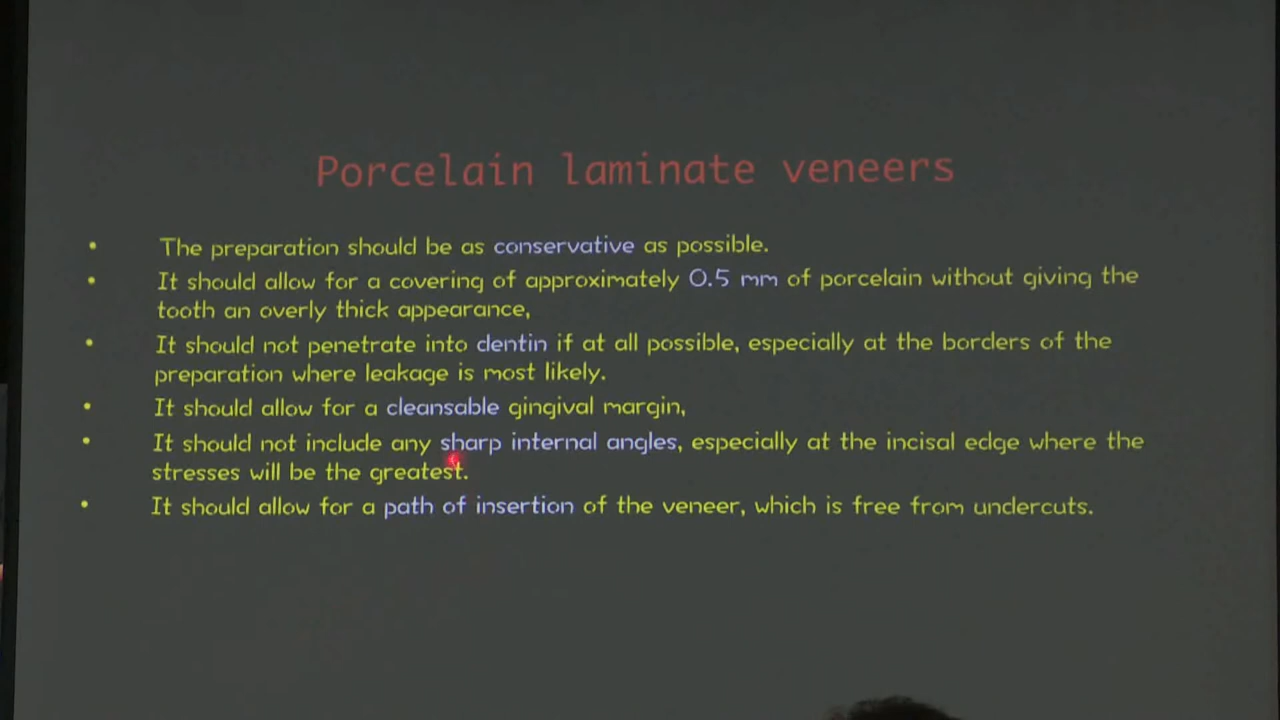 Porcelain laminate veneers
• The preparation should be as conservative as possible.
• It should allow for a covering of approximately 0.5 mm of porcelain without giving the
tooth an overly thick appearance,
• It should not penetrate into dentin if at all possible, especially at the borders of the
preparation where leakage is most likely.
• It should allow for a cleansable gingival margin,
• It should not include any sharp internal angles, especially at the incisal edge where the
stresses will be the greatest.
• It should allow for a path of insertion of the veneer, which is free from undercuts.